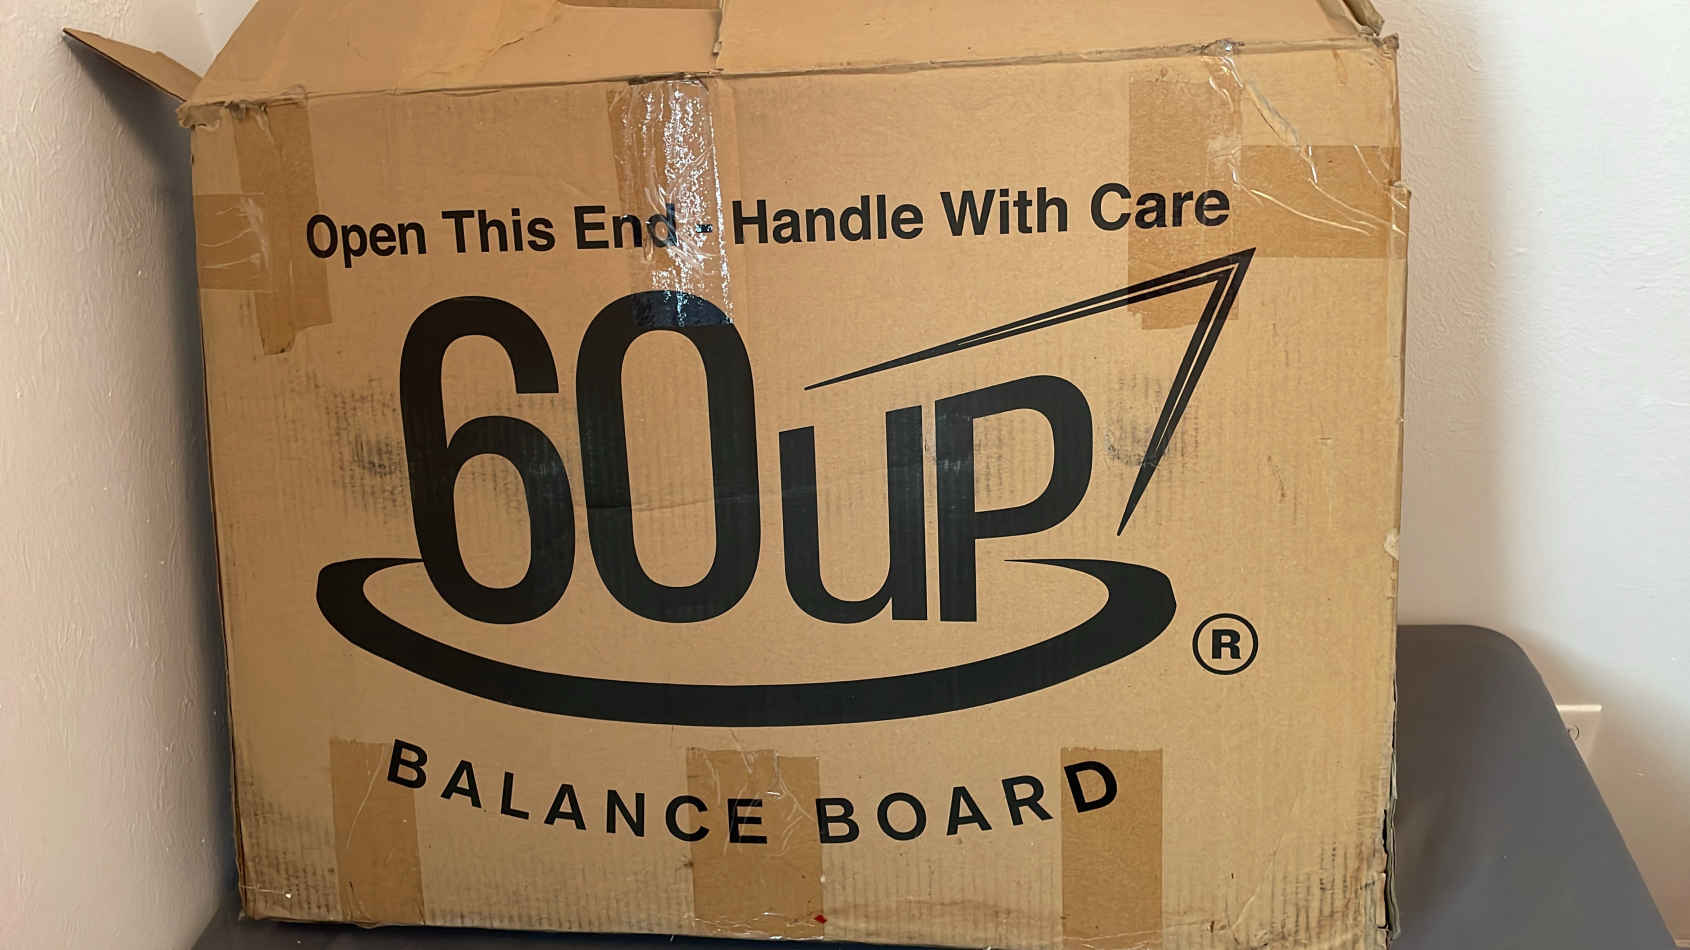 Open This End - Handle With Care
60uP
®
BALANCE BOARD